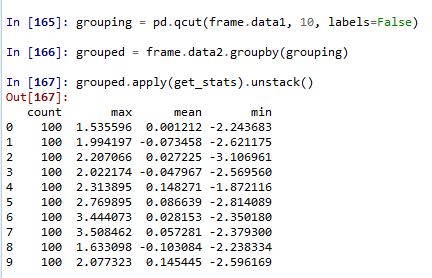 In [165]: grouping = pd.qcut(frame.data1, 10, labels=False)
In [166]: grouped = frame.data2.groupby(grouping)
In [167]: grouped.apply(get_stats).unstack()
Out[167]:
count max mean min
0 100 1.535596 0.001212 -2.243683
1 100 1.994197 -0.073458 -2.621175
2 100 2.207066 0.027225 -3.106961
3 100 2.022174 -0.047967 -2.569560
4 100 2.313895 0.148271 -1.872116
5 100 2.769895 0.086639 -2.814089
6 100 3.444073 0.028153 -2.350180
7 100 3.508462 0.057281 -2.379300
8 100 1.633098 -0.103084 -2.238334
9 100 2.077323 0.145445 -2.596169